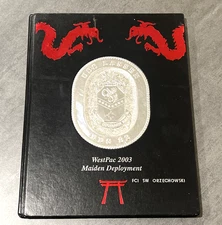 WestPac 2003
Maiden Deployment
FC1 SW ORZECHOWSKI